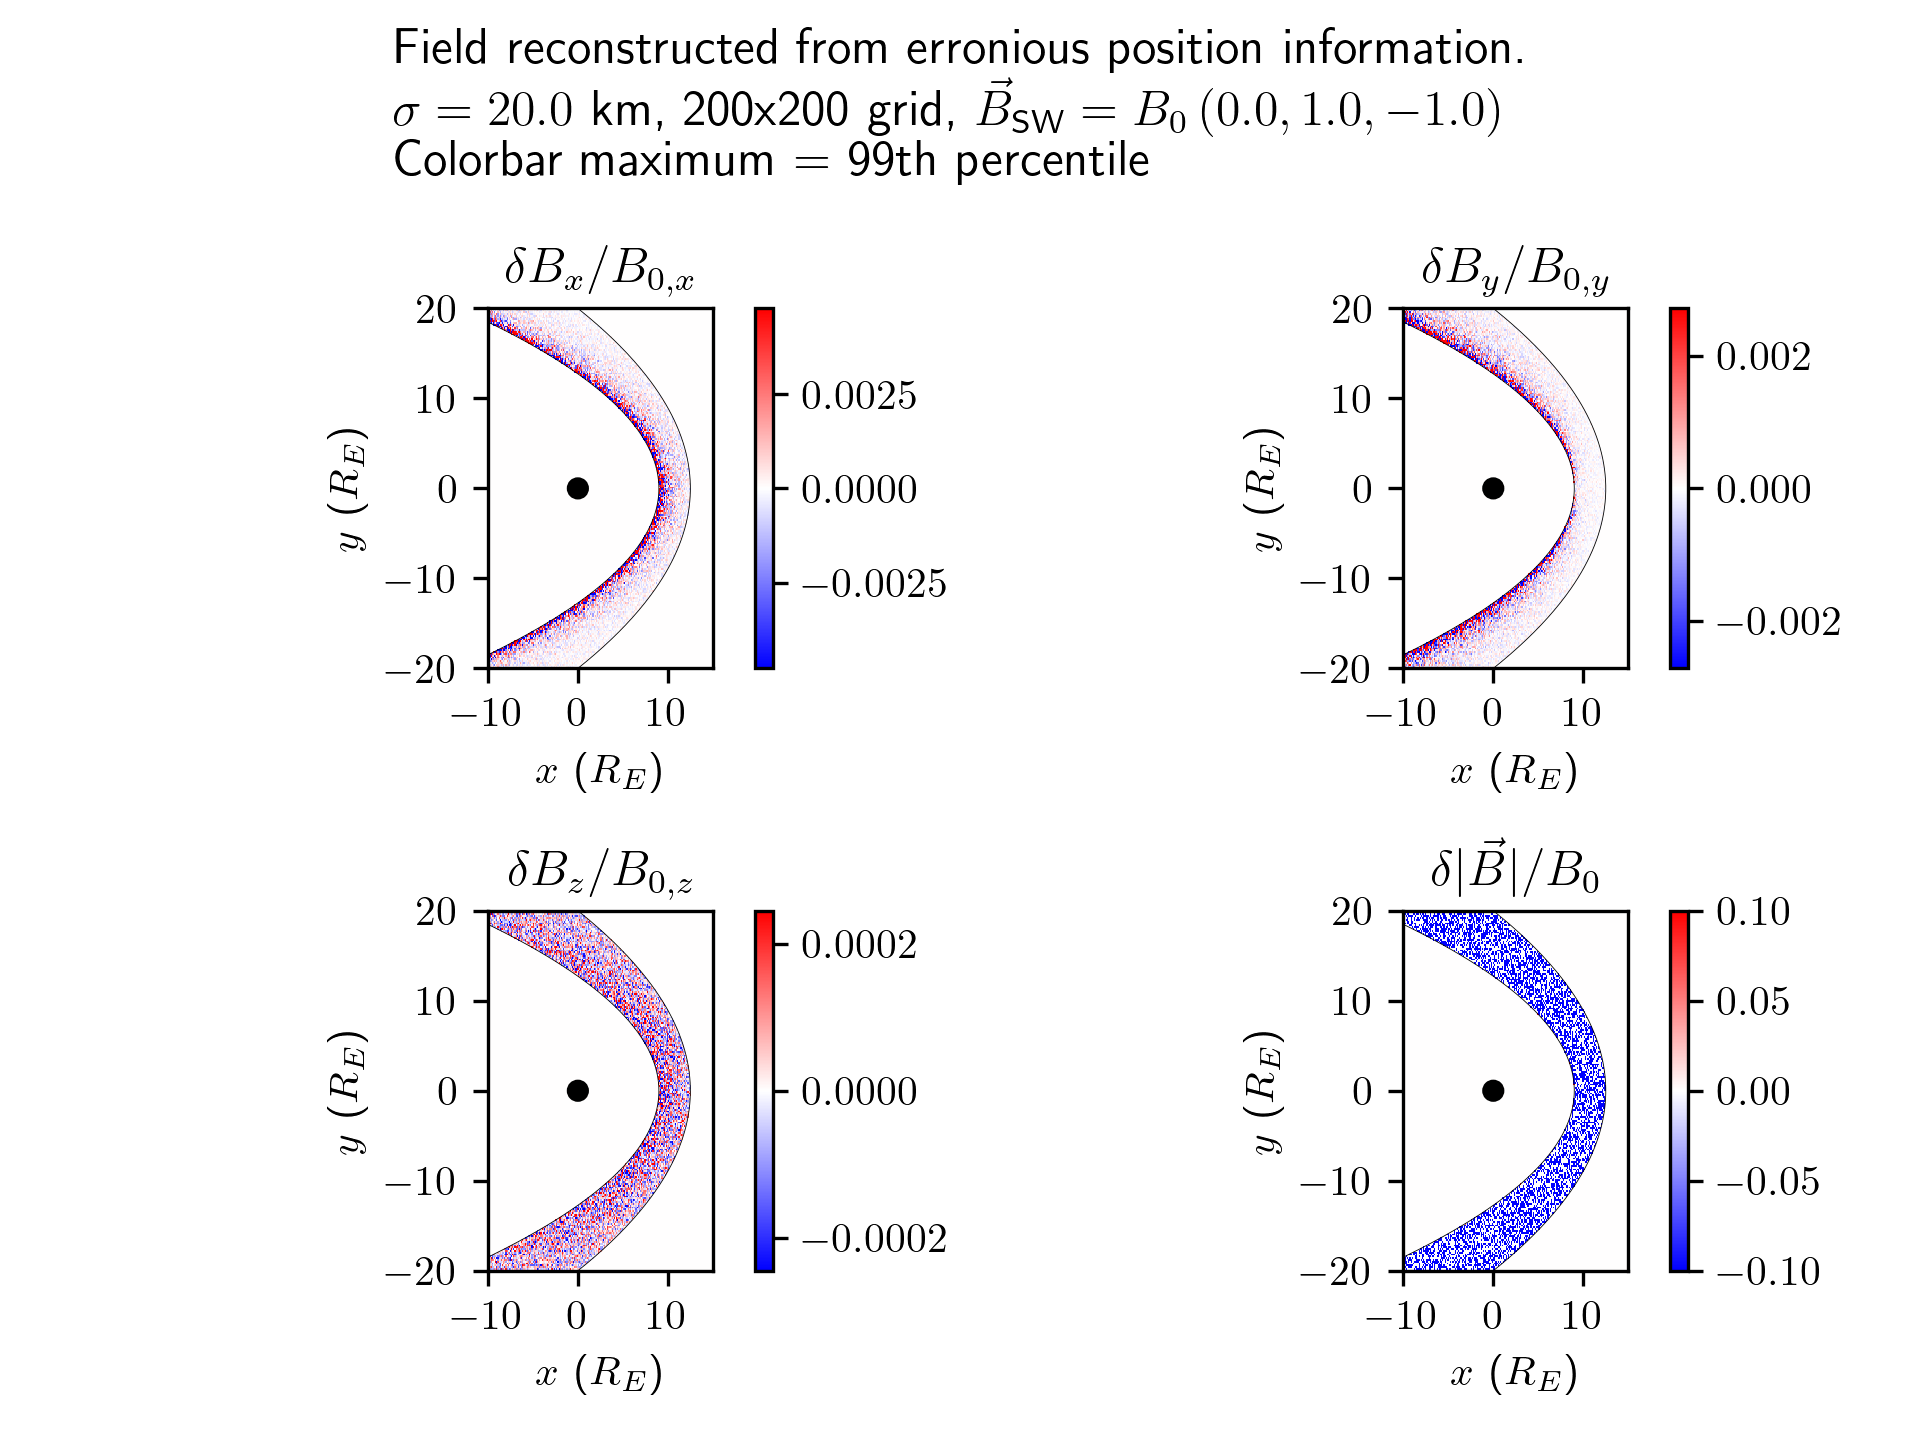 Field reconstructed from erronious position information.
σ = 20.0 km, 200x200 grid, B⃗_SW = B₀ (0.0, 1.0, −1.0)
Colorbar maximum = 99th percentile
δB_x/B_{0,x}
20
10
0
−10
−20
y (R_E)
−10 0 10
x (R_E)
0.0025
0.0000
−0.0025
δB_y/B_{0,y}
20
10
0
−10
−20
y (R_E)
−10 0 10
x (R_E)
0.002
0.000
−0.002
δB_z/B_{0,z}
20
10
0
−10
−20
y (R_E)
−10 0 10
x (R_E)
0.0002
0.0000
−0.0002
δ|B⃗|/B₀
20
10
0
−10
−20
y (R_E)
−10 0 10
x (R_E)
0.10
0.05
0.00
−0.05
−0.10